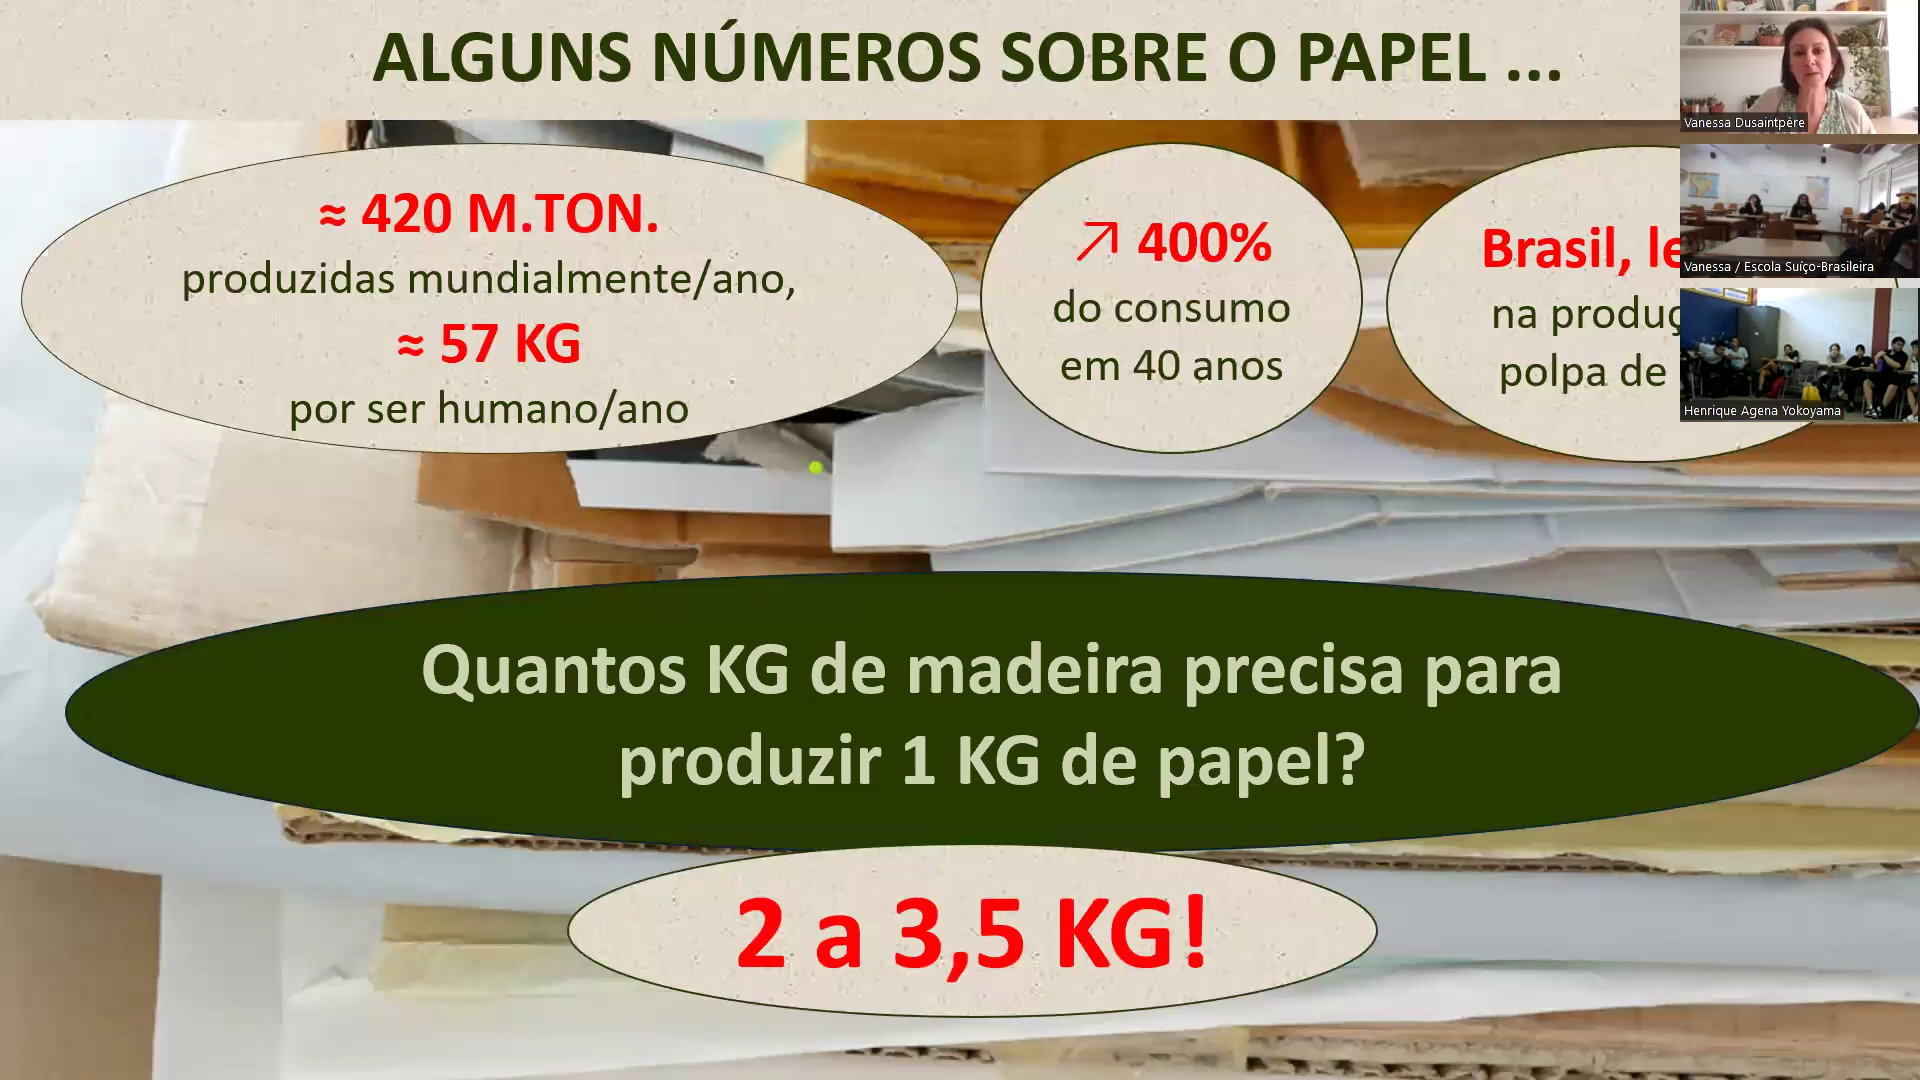 ALGUNS NÚMEROS SOBRE O PAPEL ...
≈ 420 M.TON.
produzidas mundialmente/ano,
≈ 57 KG
por ser humano/ano
↗ 400%
do consumo
em 40 anos
Brasil,
na
polpa de
Quantos KG de madeira precisa para
produzir 1 KG de papel?
2 a 3,5 KG!
Vanessa Dusaintpère
Vanessa / Escola Suíço-Brasileira
Henrique Agena Yokoyama